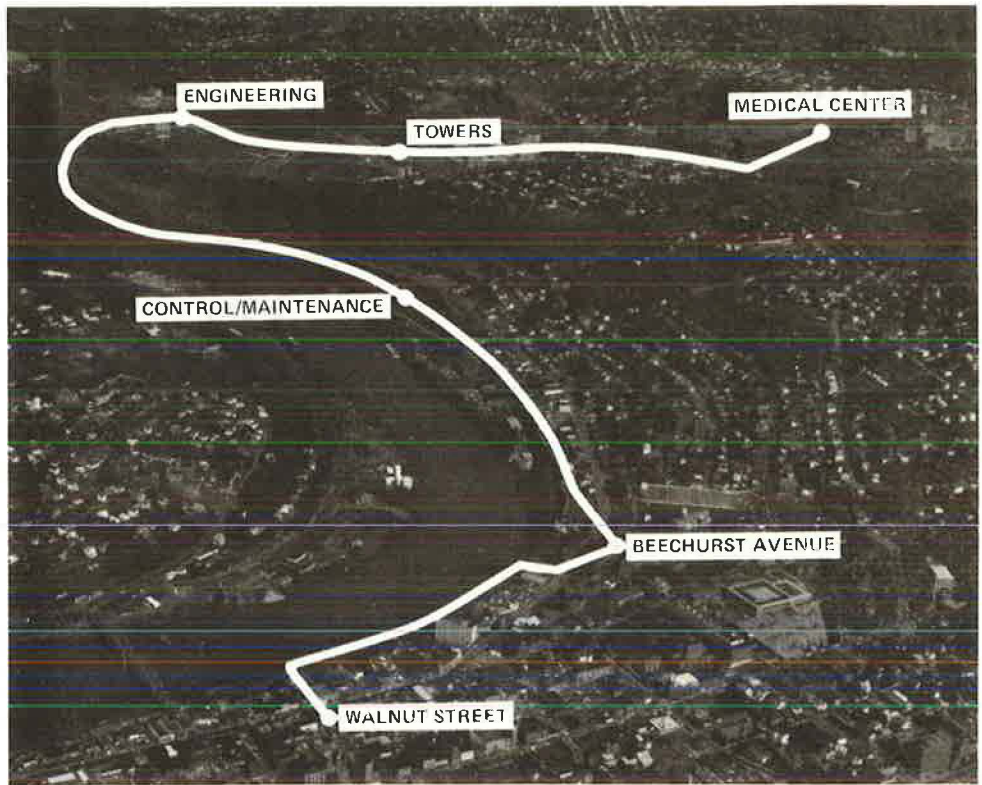 ENGINEERING
MEDICAL CENTER
TOWERS
CONTROL/MAINTENANCE
BEECHURST AVENUE
WALNUT STREET